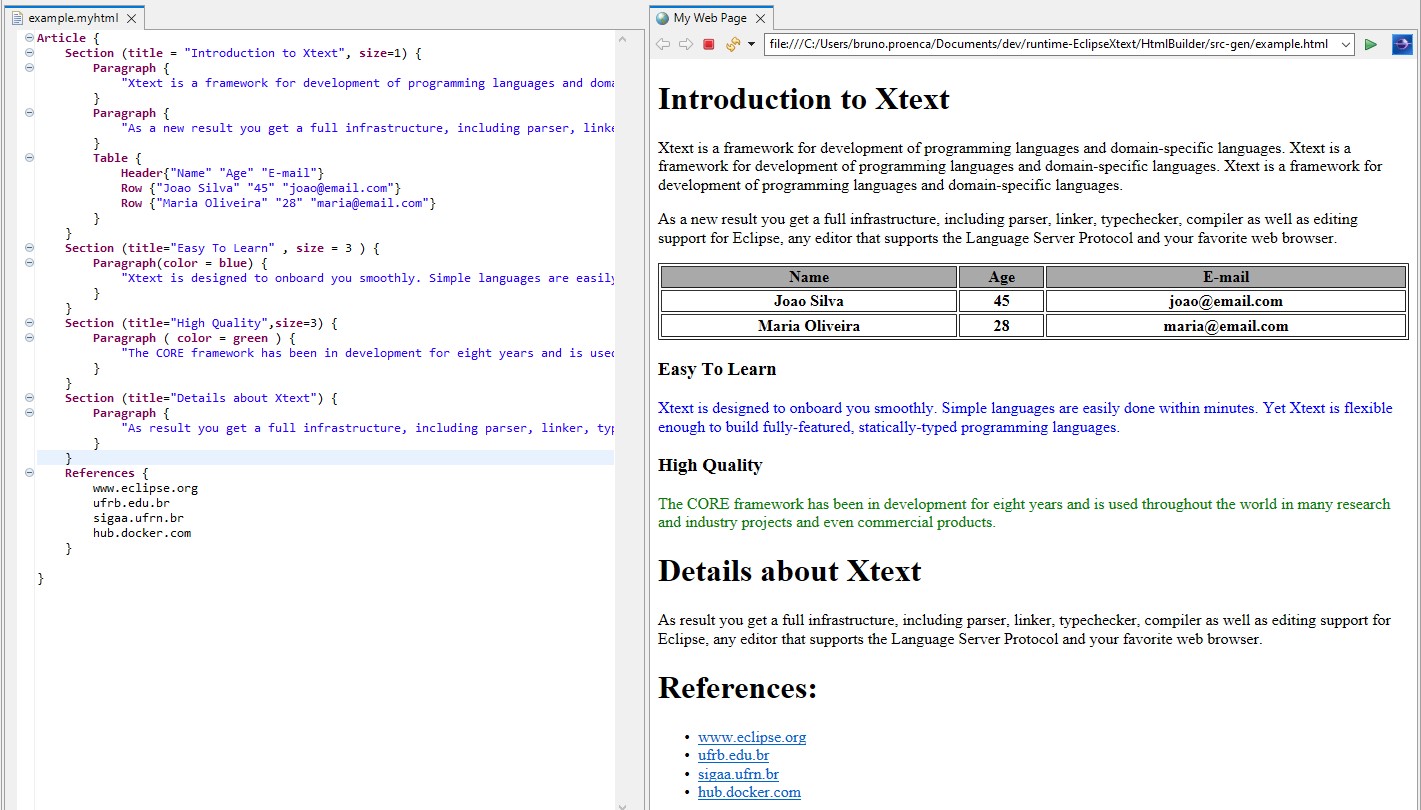 example.myhtml
Article {
Section (title = "Introduction to Xtext", size=1) {
Paragraph {
"Xtext is a framework for development of programming languages and
}
Paragraph {
"As a new result you get a full infrastructure, including parser,
}
Table {
Header{"Name" "Age" "E-mail"}
Row {"Joao Silva" "45" "joao@email.com"}
Row {"Maria Oliveira" "28" "maria@email.com"}
}
}
Section (title="Easy To Learn" , size = 3 ) {
Paragraph(color = blue) {
"Xtext is designed to onboard you smoothly. Simple languages are easily
}
}
Section (title="High Quality",size=3) {
Paragraph ( color = green ) {
"The CORE framework has been in development for eight years and is used
}
}
Section (title="Details about Xtext") {
Paragraph {
"As result you get a full infrastructure, including parser, linker,
}
}
References {
www.eclipse.org
ufrb.edu.br
sigaa.ufrn.br
hub.docker.com
}
}
My Web Page
file:///C:/Users/bruno.proenca/Documents/dev/runtime-EclipseXtext/HtmlBuilder/src-gen/example.html
Introduction to Xtext
Xtext is a framework for development of programming languages and domain-specific languages. Xtext is a
framework for development of programming languages and domain-specific languages. Xtext is a framework for
development of programming languages and domain-specific languages.
As a new result you get a full infrastructure, including parser, linker, typechecker, compiler as well as editing
support for Eclipse, any editor that supports the Language Server Protocol and your favorite web browser.
Name Age E-mail
Joao Silva 45 joao@email.com
Maria Oliveira 28 maria@email.com
Easy To Learn
Xtext is designed to onboard you smoothly. Simple languages are easily done within minutes. Yet Xtext is flexible
enough to build fully-featured, statically-typed programming languages.
High Quality
The CORE framework has been in development for eight years and is used throughout the world in many research
and industry projects and even commercial products.
Details about Xtext
As result you get a full infrastructure, including parser, linker, typechecker, compiler as well as editing support for
Eclipse, any editor that supports the Language Server Protocol and your favorite web browser.
References:
• www.eclipse.org
• ufrb.edu.br
• sigaa.ufrn.br
• hub.docker.com